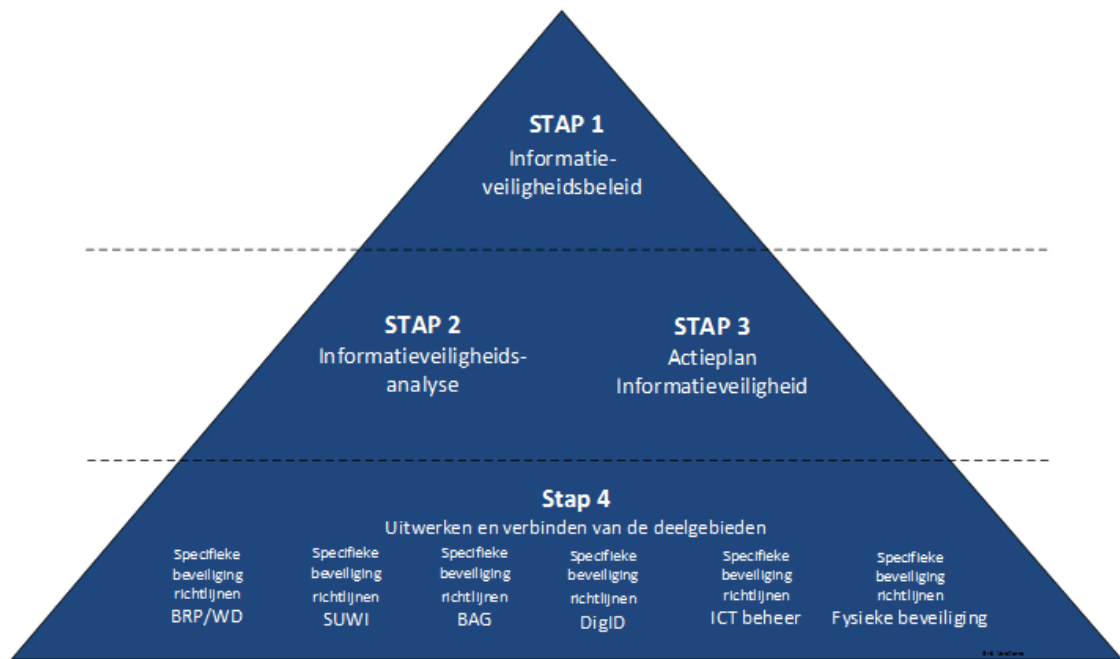 STAP 1
Informatie-
veiligheidsbeleid
STAP 2
Informatieveiligheids-
analyse
STAP 3
Actieplan
Informatieveiligheid
Stap 4
Uitwerken en verbinden van de deelgebieden
Specifieke
beveiliging
richtlijnen
BRP/WD
Specifieke
beveiliging
richtlijnen
SUWI
Specifieke
beveiliging
richtlijnen
BAG
Specifieke
beveiliging
richtlijnen
DigID
Specifieke
beveiliging
richtlijnen
ICT beheer
Specifieke
beveiliging
richtlijnen
Fysieke beveiliging